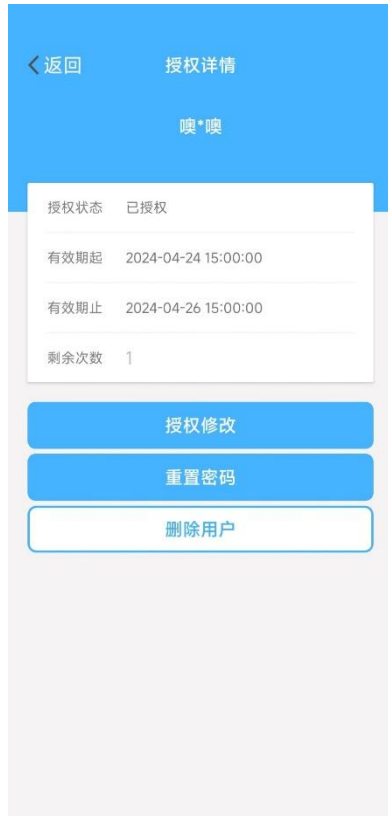 返回 授权详情
噢*噢
授权状态 已授权
有效期起 2024-04-24 15:00:00
有效期止 2024-04-26 15:00:00
剩余次数 1
授权修改
重置密码
删除用户